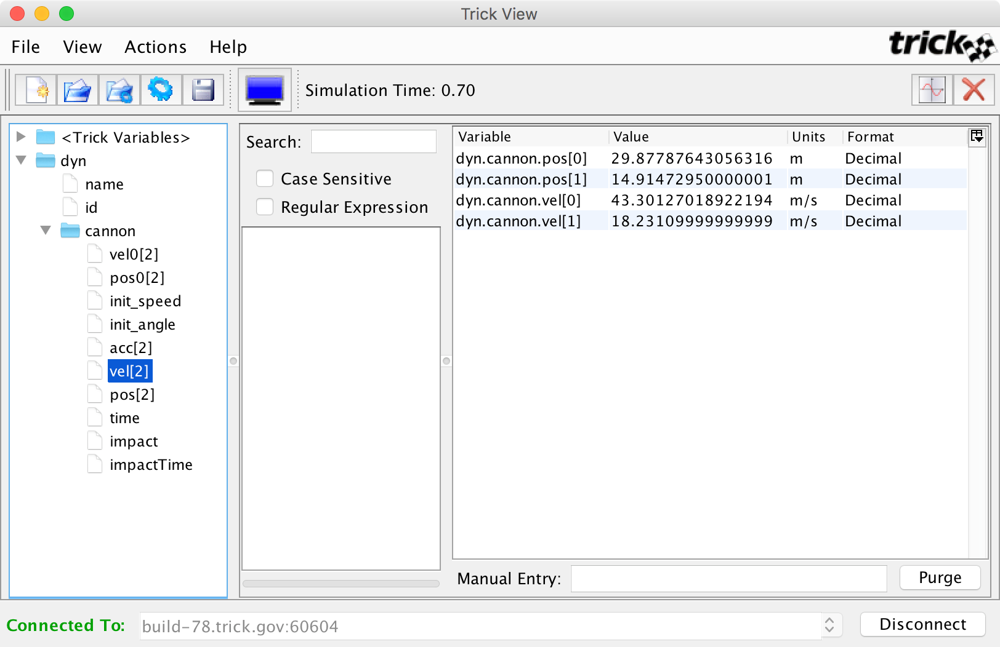 Trick View
File View Actions Help
trick
Simulation Time: 0.70
<Trick Variables>
dyn
name
id
cannon
vel0[2]
pos0[2]
init_speed
init_angle
acc[2]
vel[2]
pos[2]
time
impact
impactTime
Search:
Case Sensitive
Regular Expression
Variable Value Units Format
dyn.cannon.pos[0] 29.87787643056316 m Decimal
dyn.cannon.pos[1] 14.91472950000001 m Decimal
dyn.cannon.vel[0] 43.30127018922194 m/s Decimal
dyn.cannon.vel[1] 18.23109999999999 m/s Decimal
Manual Entry: Purge
Connected To: build-78.trick.gov:60604 Disconnect